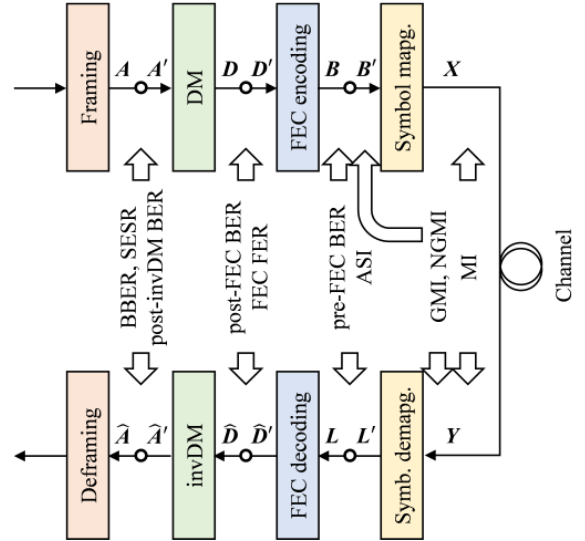 Framing
A
A′
DM
D
D′
FEC encoding
B
B′
Symbol mapg.
X
BBER, SESR
post-invDM BER
post-FEC BER
FEC FER
pre-FEC BER
ASI
GMI, NGMI
MI
Channel
Deframing
Â
Â′
invDM
D̂
D̂′
FEC decoding
L
L′
Symb. demapg.
Y